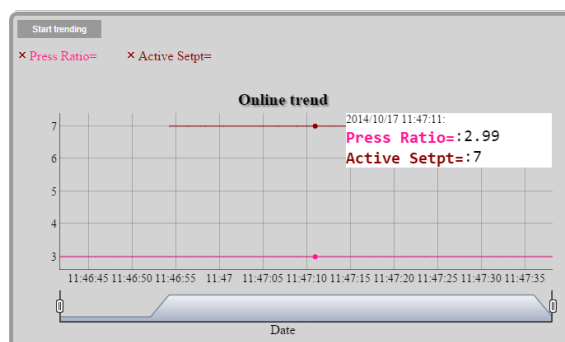 Start trending
× Press Ratio= × Active Setpt=
Online trend
2014/10/17 11:47:11:
Press Ratio=:2.99
Active Setpt=:7
7
6
5
4
3
11:46:45 11:46:50 11:46:55 11:47 11:47:05 11:47:10 11:47:15 11:47:20 11:47:25 11:47:30 11:47:35
Date